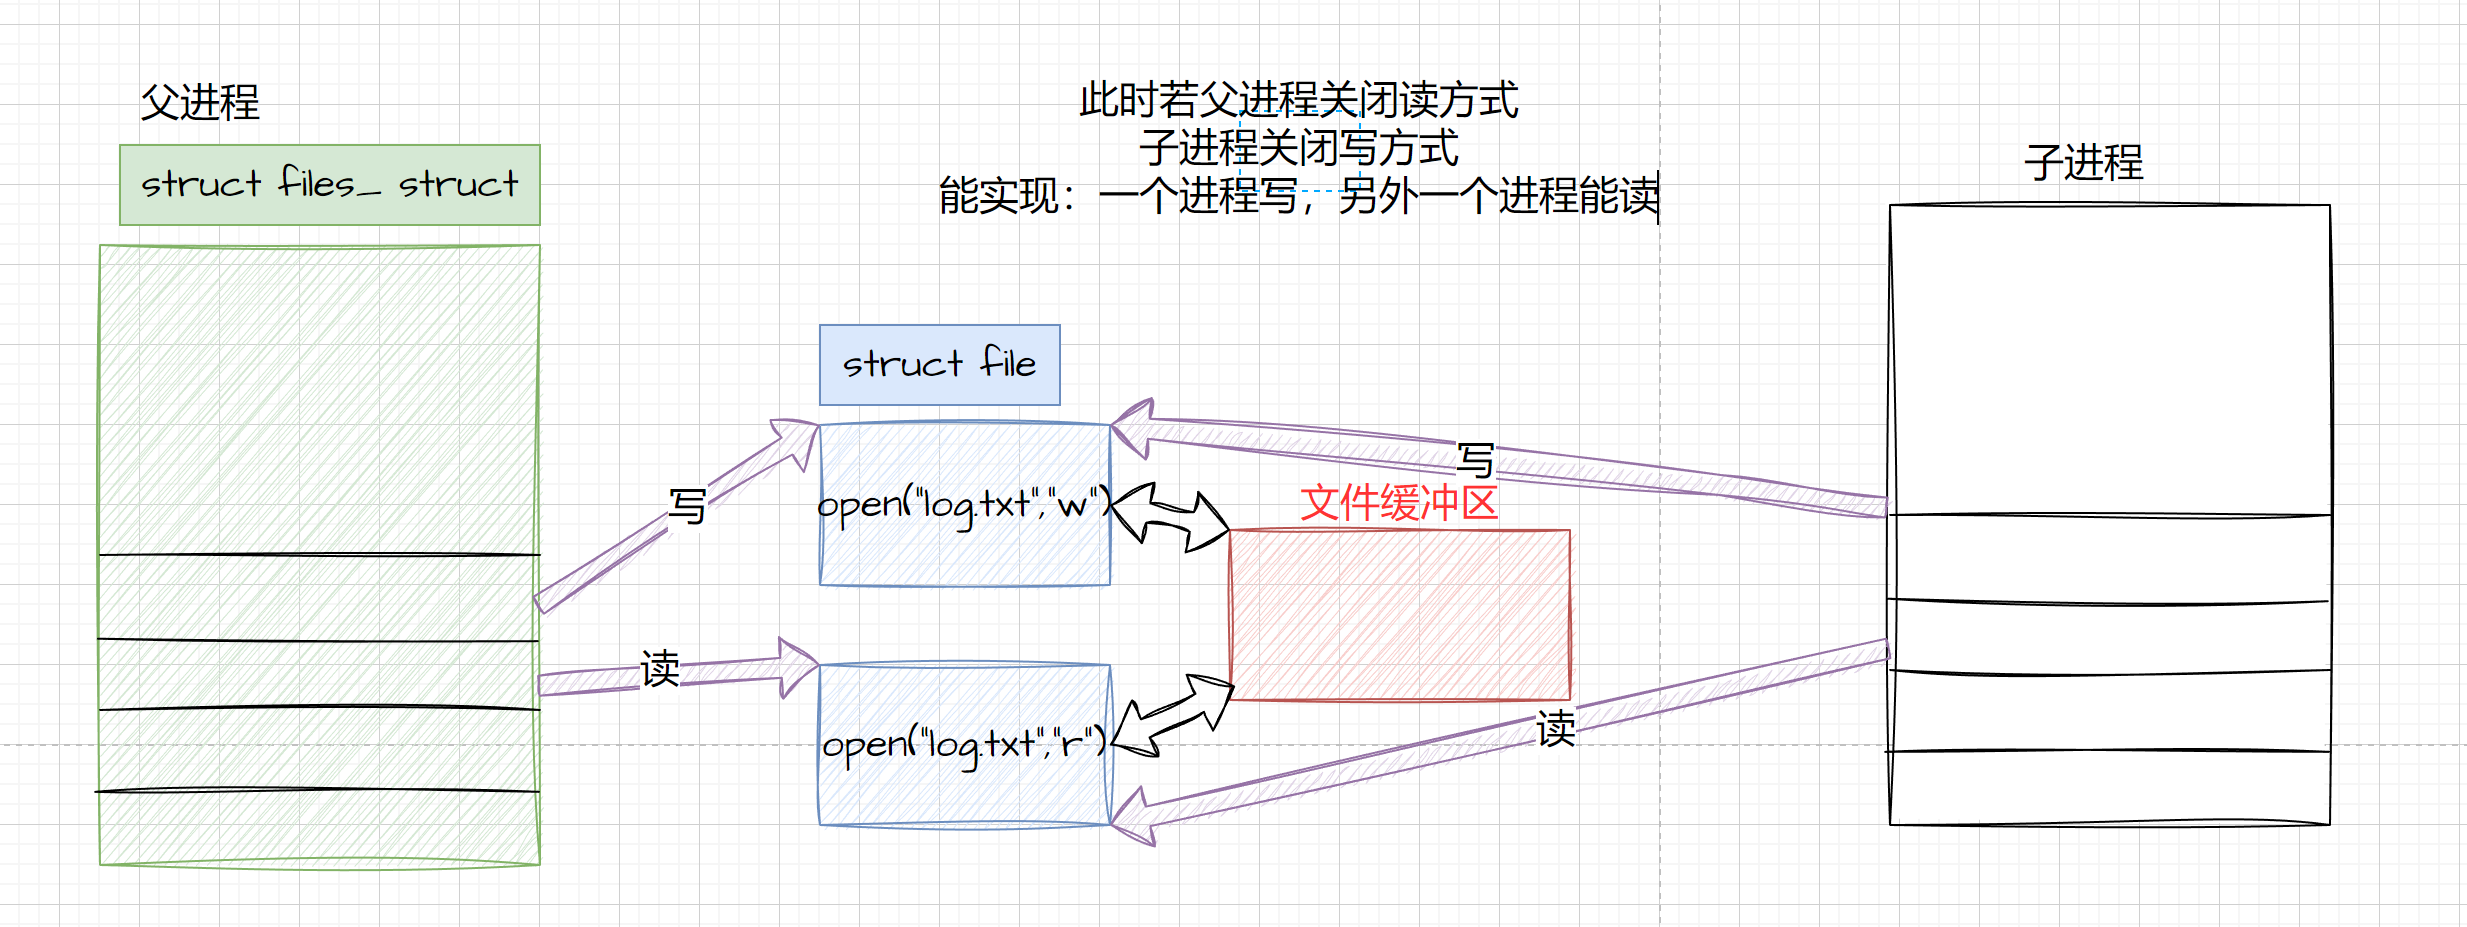 父进程
struct files_ struct
此时若父进程关闭读方式
子进程关闭写方式
能实现：一个进程写，另外一个进程能读
子进程
struct file
写
写
open("log.txt","w")
文件缓冲区
读
open("log.txt","r")
读